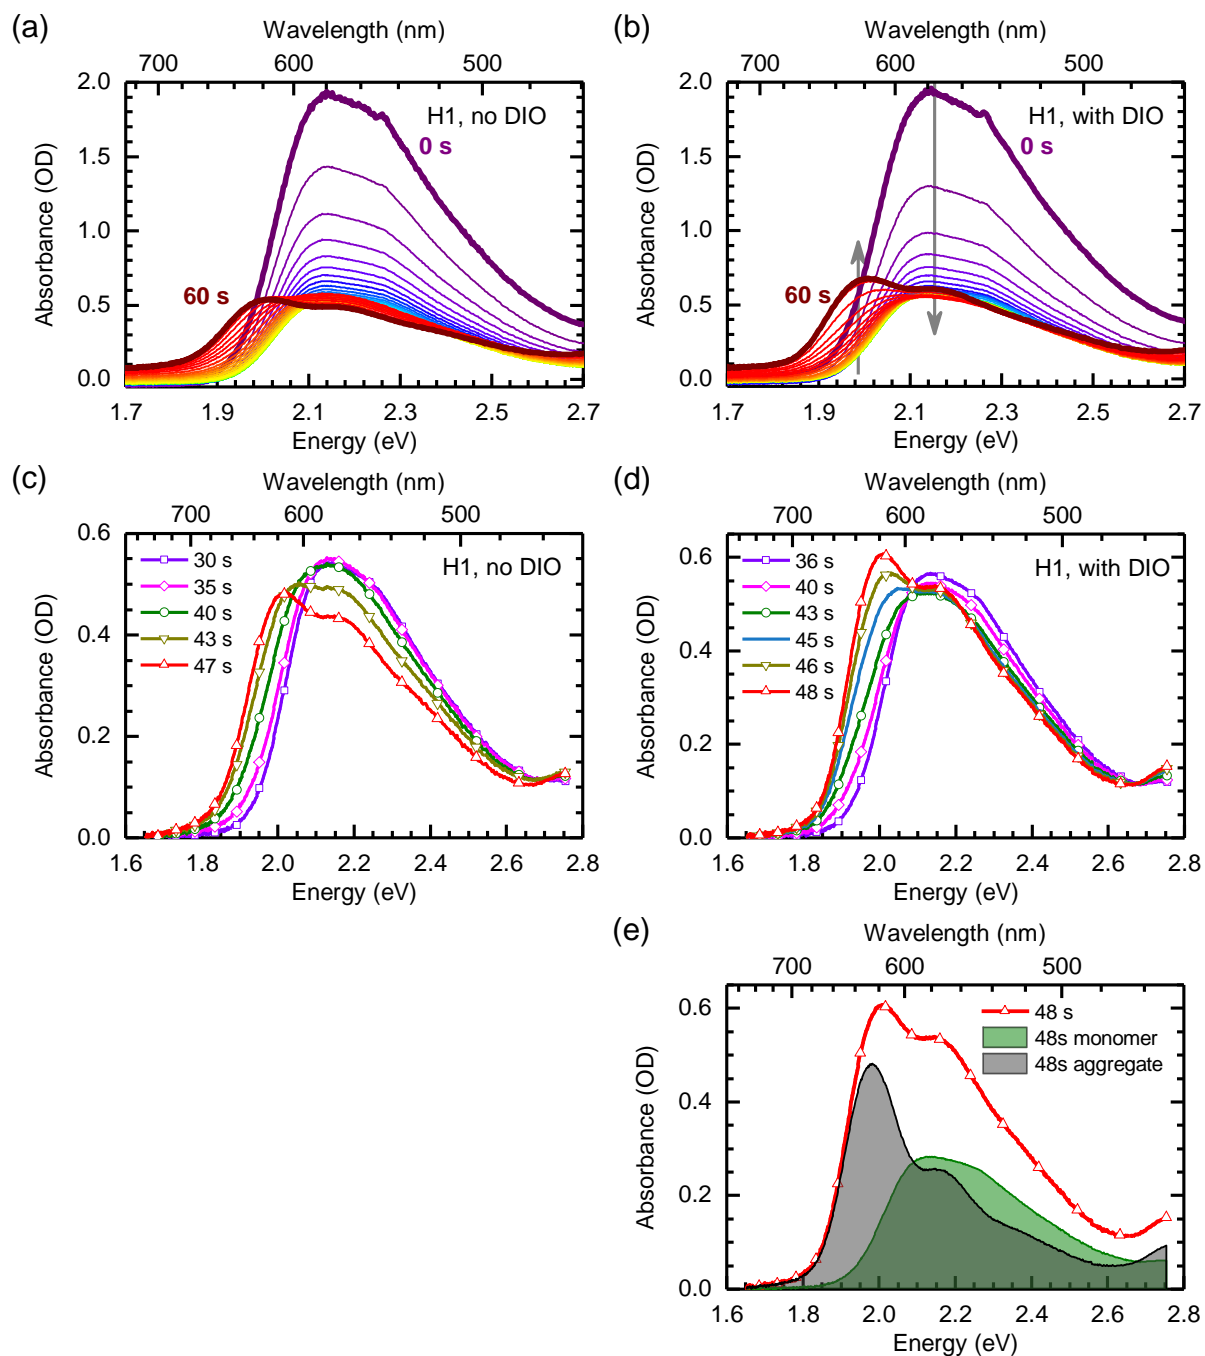 (a)
Wavelength (nm)
700 600 500
2.0
1.5
1.0
0.5
0.0
Absorbance (OD)
H1, no DIO
0 s
60 s
1.7 1.9 2.1 2.3 2.5 2.7
Energy (eV)
(b)
Wavelength (nm)
700 600 500
2.0
1.5
1.0
0.5
0.0
Absorbance (OD)
H1, with DIO
0 s
60 s
1.7 1.9 2.1 2.3 2.5 2.7
Energy (eV)
(c)
Wavelength (nm)
700 600 500
0.6
0.4
0.2
0.0
Absorbance (OD)
30 s
35 s
40 s
43 s
47 s
H1, no DIO
1.6 1.8 2.0 2.2 2.4 2.6 2.8
Energy (eV)
(d)
Wavelength (nm)
700 600 500
0.6
0.4
0.2
0.0
Absorbance (OD)
36 s
40 s
43 s
45 s
46 s
48 s
H1, with DIO
1.6 1.8 2.0 2.2 2.4 2.6 2.8
Energy (eV)
(e)
Wavelength (nm)
700 600 500
0.6
0.4
0.2
0.0
Absorbance (OD)
48 s
48s monomer
48s aggregate
1.6 1.8 2.0 2.2 2.4 2.6 2.8
Energy (eV)